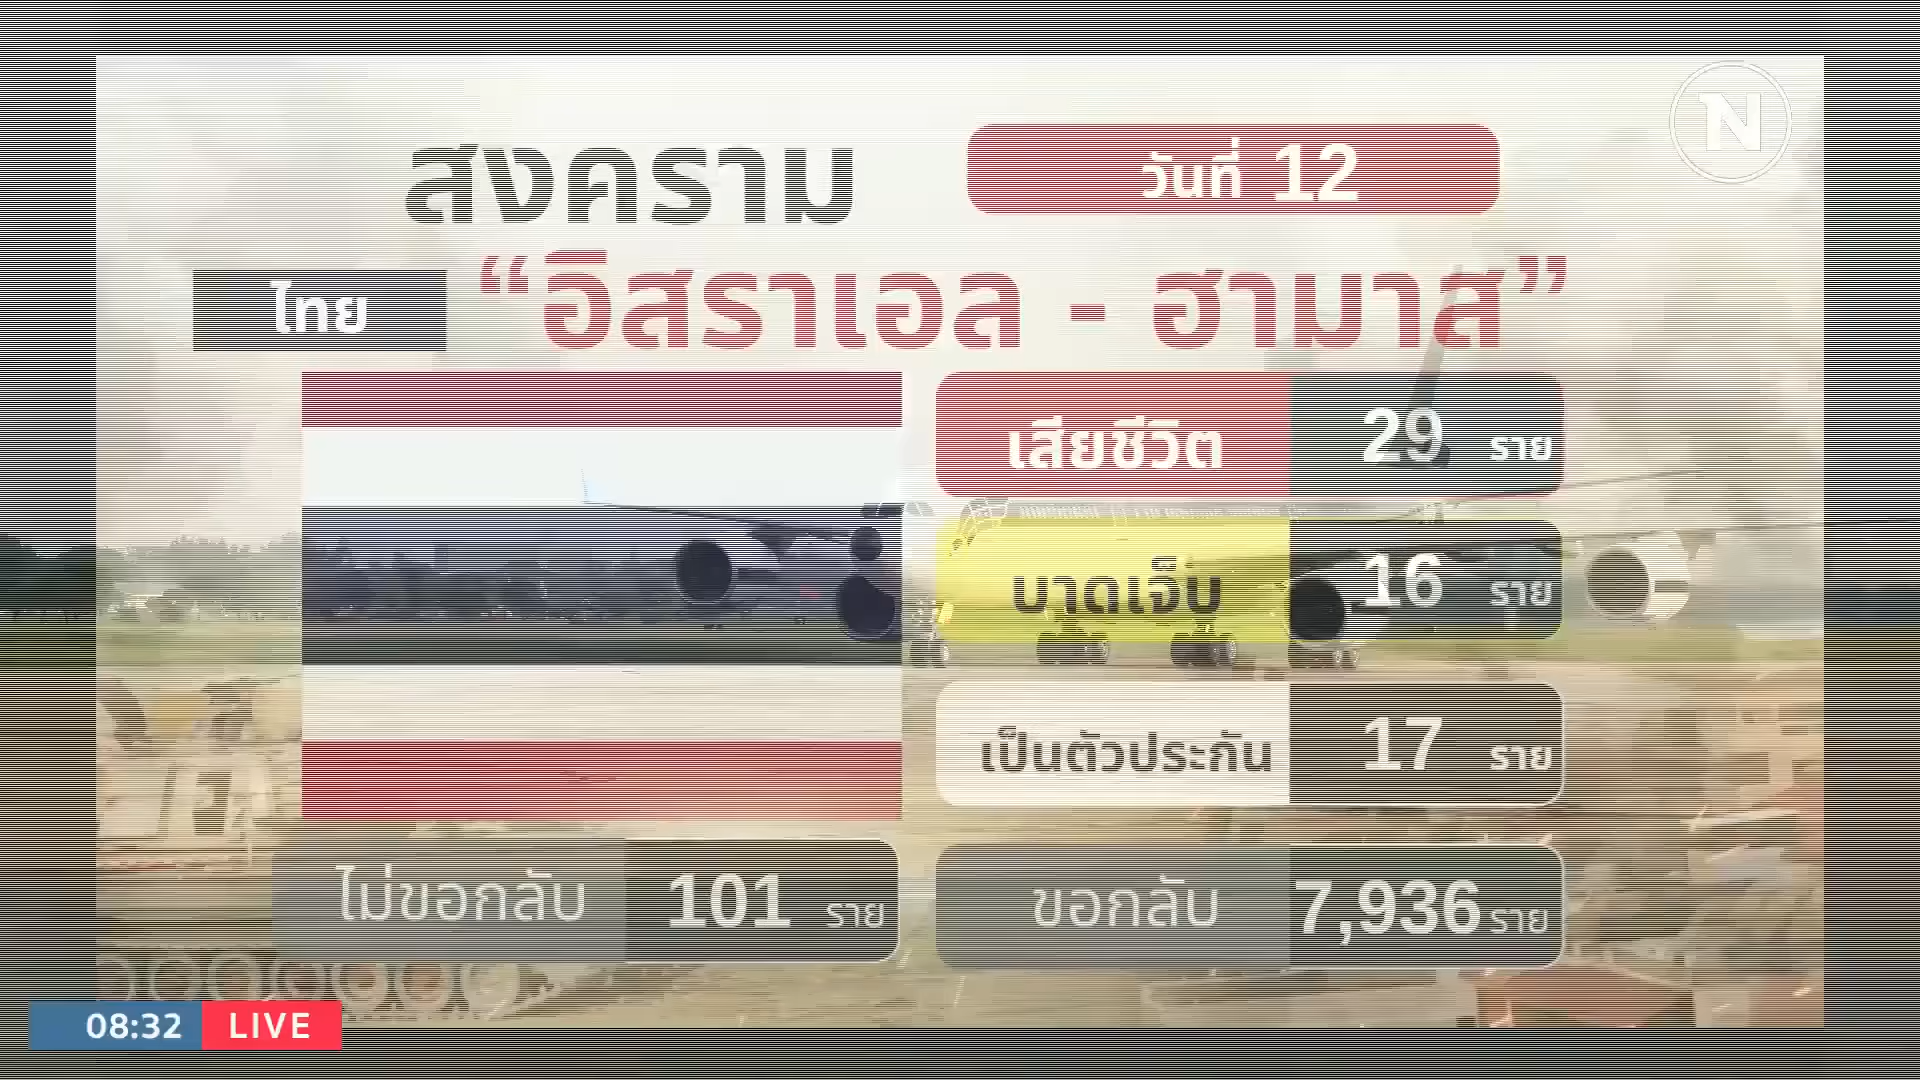 N
สงคราม วันที่ 12
ไทย “อิสราเอล - ฮามาส”
เสียชีวิต 29 ราย
บาดเจ็บ 16 ราย
เป็นตัวประกัน 17 ราย
ไม่ขอกลับ 101 ราย ขอกลับ 7,936 ราย
08:32 LIVE